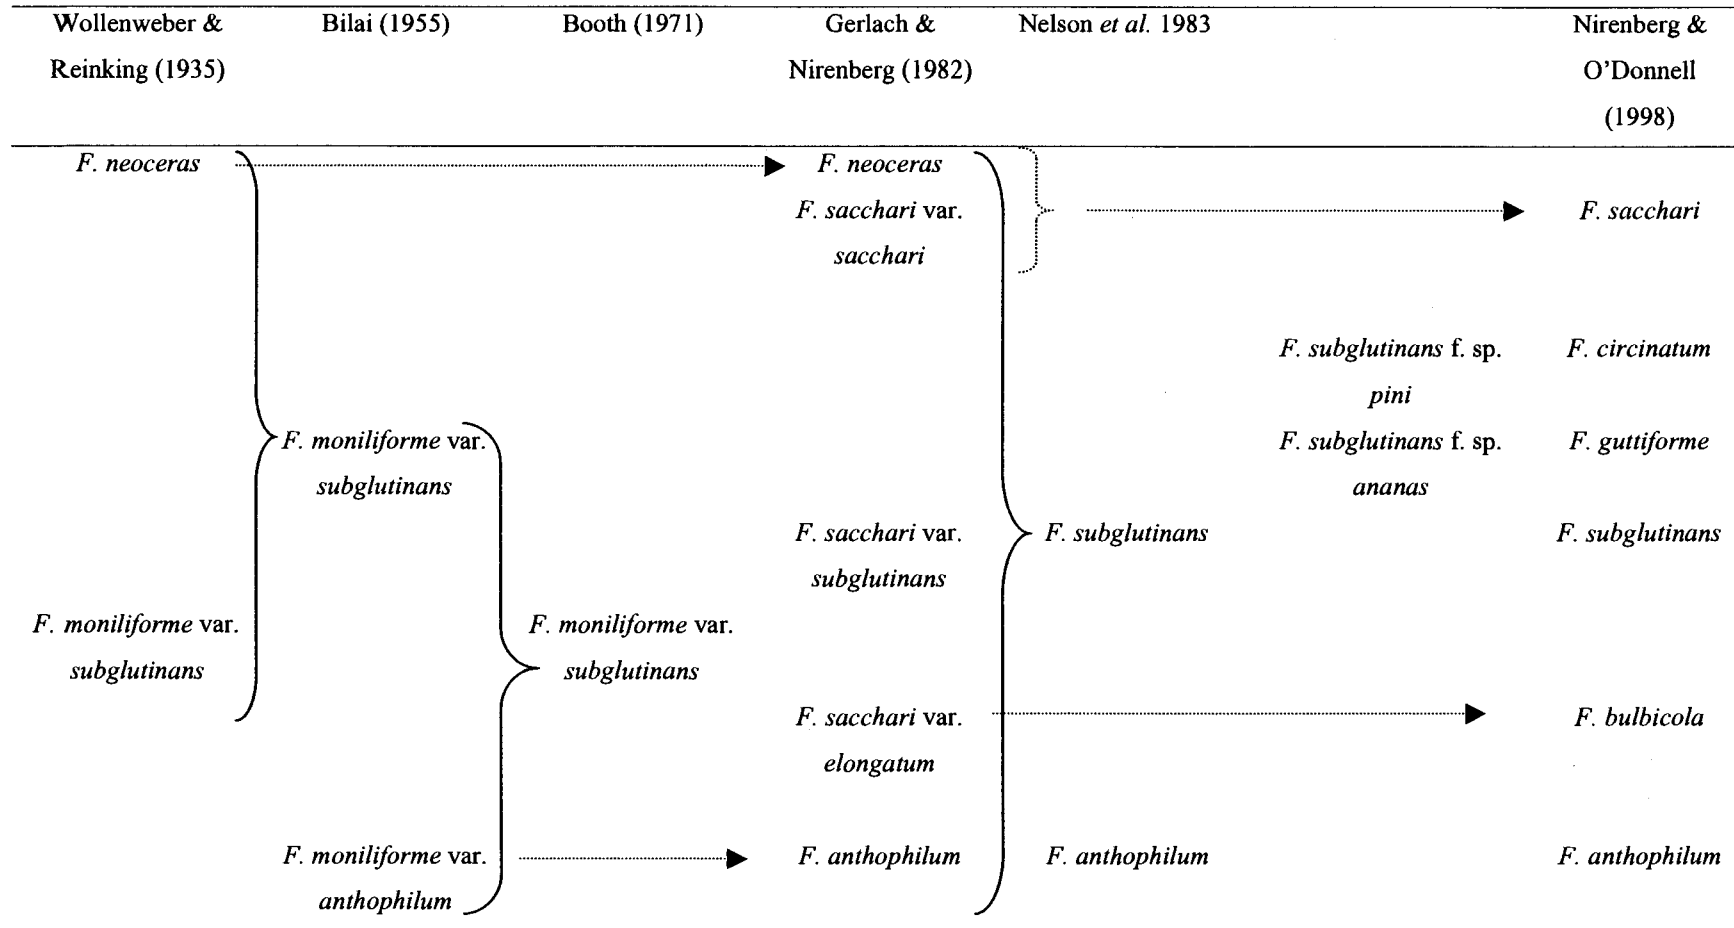 Wollenweber & Bilai (1955) Booth (1971) Gerlach & Nelson et al. 1983 Nirenberg &
Reinking (1935) Nirenberg (1982) O'Donnell
(1998)
F. neoceras F. neoceras
F. sacchari var. F. sacchari
sacchari
F. subglutinans f. sp. F. circinatum
pini
F. moniliforme var. F. subglutinans f. sp. F. guttiforme
subglutinans ananas
F. sacchari var. F. subglutinans F. subglutinans
subglutinans
F. moniliforme var. F. moniliforme var.
subglutinans subglutinans
F. sacchari var. F. bulbicola
elongatum
F. moniliforme var. F. anthophilum F. anthophilum F. anthophilum
anthophilum